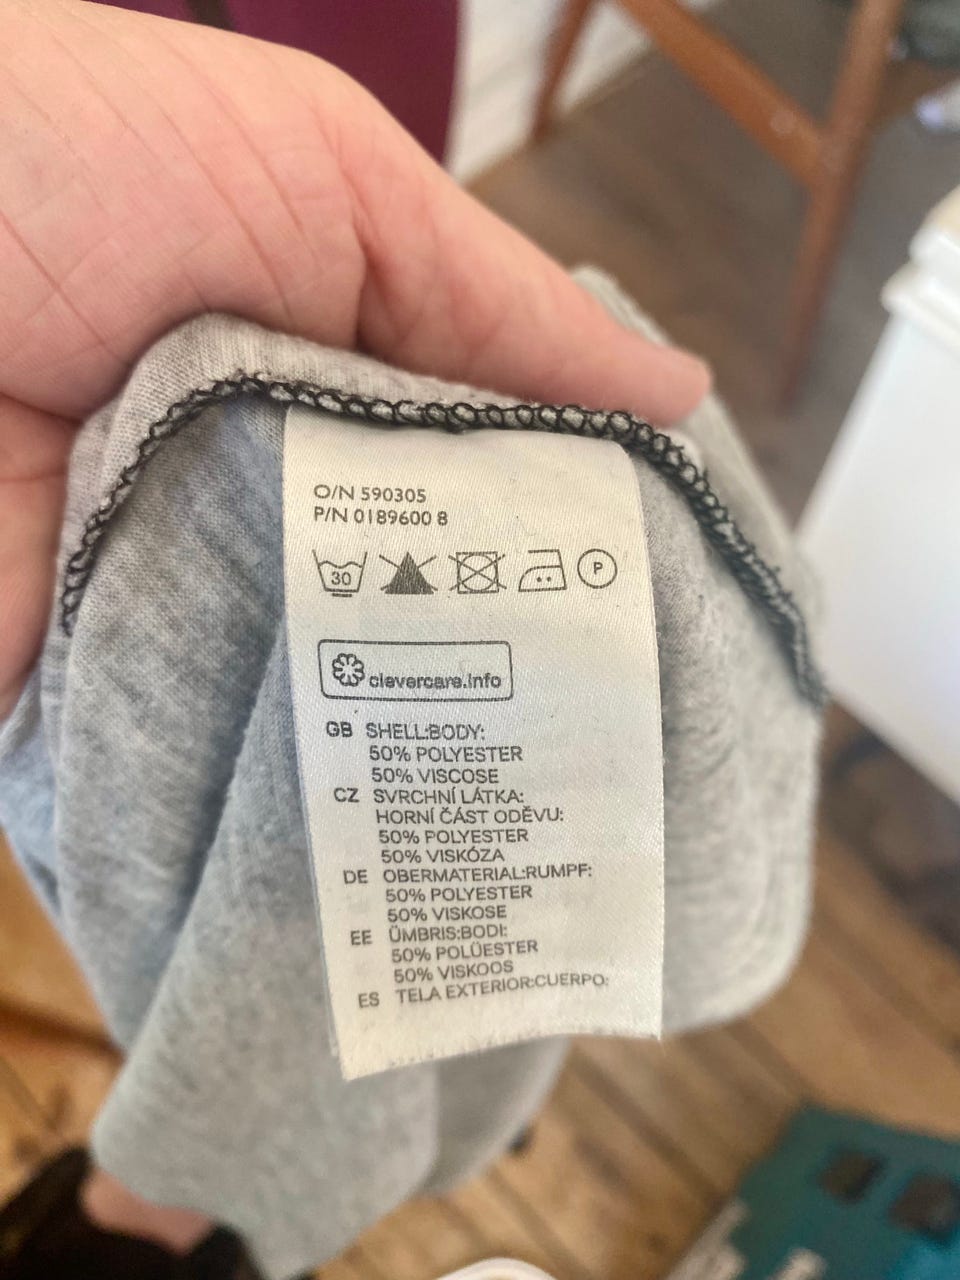 O/N 590305
P/N 0189600 8
30
P
clevercare.info
GB SHELL:BODY:
50% POLYESTER
50% VISCOSE
CZ SVRCHNÍ LÁTKA:
HORNÍ ČÁST ODĚVU:
50% POLYESTER
50% VISKÓZA
DE OBERMATERIAL:RUMPF:
50% POLYESTER
50% VISKOSE
EE ÜMBRIS:BODI:
50% POLÜESTER
50% VISKOOS
ES TELA EXTERIOR:CUERPO: